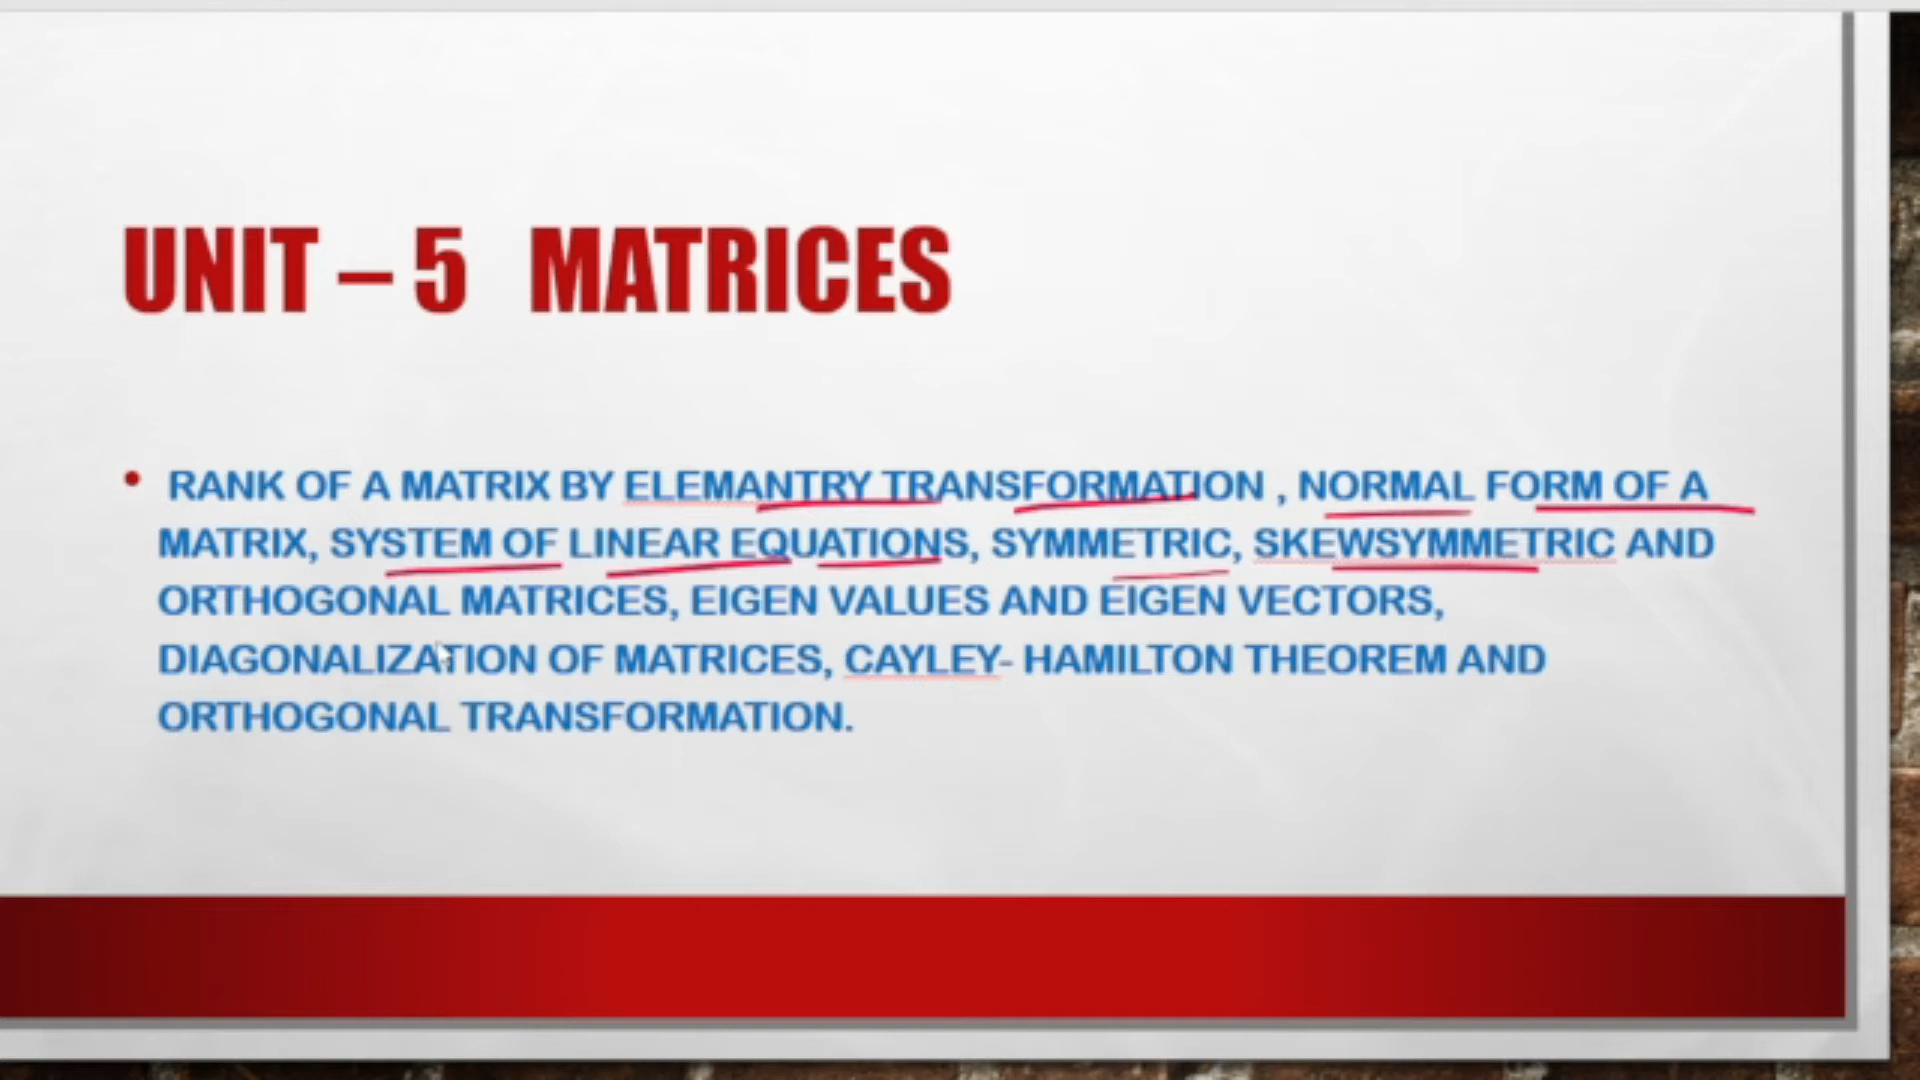 UNIT – 5 MATRICES
• RANK OF A MATRIX BY ELEMANTRY TRANSFORMATION , NORMAL FORM OF A
MATRIX, SYSTEM OF LINEAR EQUATIONS, SYMMETRIC, SKEWSYMMETRIC AND
ORTHOGONAL MATRICES, EIGEN VALUES AND EIGEN VECTORS,
DIAGONALIZATION OF MATRICES, CAYLEY- HAMILTON THEOREM AND
ORTHOGONAL TRANSFORMATION.